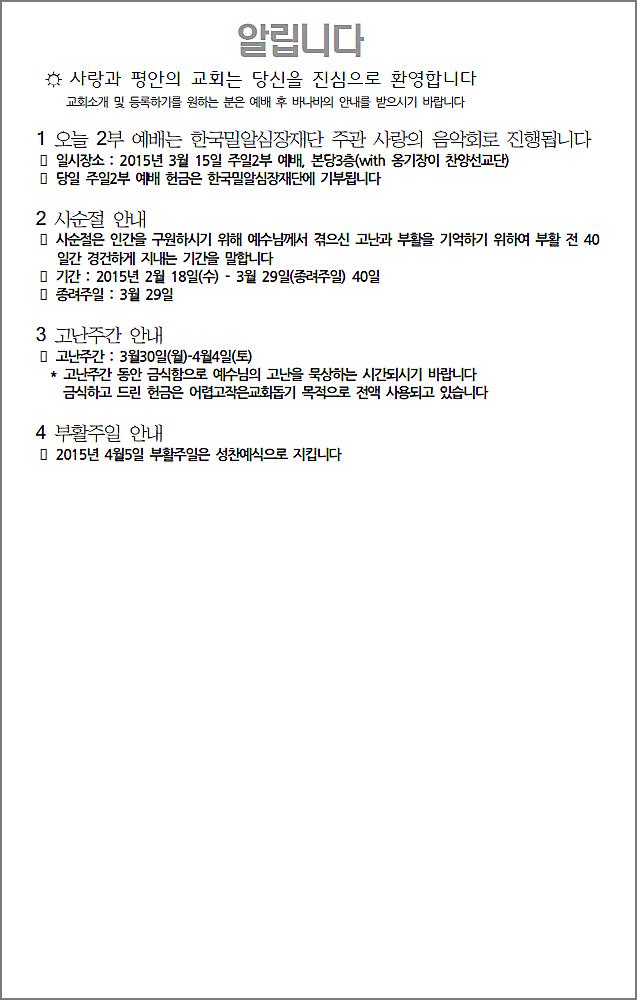 알립니다
☼ 사랑과 평안의 교회는 당신을 진심으로 환영합니다
교회소개 및 등록하기를 원하는 분은 예배 후 바나바의 안내를 받으시기 바랍니다
1 오늘 2부 예배는 한국밀알심장재단 주관 사랑의 음악회로 진행됩니다
▯ 일시장소 : 2015년 3월 15일 주일2부 예배, 본당3층(with 옹기장이 찬양선교단)
▯ 당일 주일2부 예배 헌금은 한국밀알심장재단에 기부됩니다
2 사순절 안내
▯ 사순절은 인간을 구원하시기 위해 예수님께서 겪으신 고난과 부활을 기억하기 위하여 부활 전 40
일간 경건하게 지내는 기간을 말합니다
▯ 기간 : 2015년 2월 18일(수) - 3월 29일(종려주일) 40일
▯ 종려주일 : 3월 29일
3 고난주간 안내
▯ 고난주간 : 3월30일(월)-4월4일(토)
* 고난주간 동안 금식함으로 예수님의 고난을 묵상하는 시간되시기 바랍니다
금식하고 드린 헌금은 어렵고작은교회돕기 목적으로 전액 사용되고 있습니다
4 부활주일 안내
▯ 2015년 4월5일 부활주일은 성찬예식으로 지킵니다